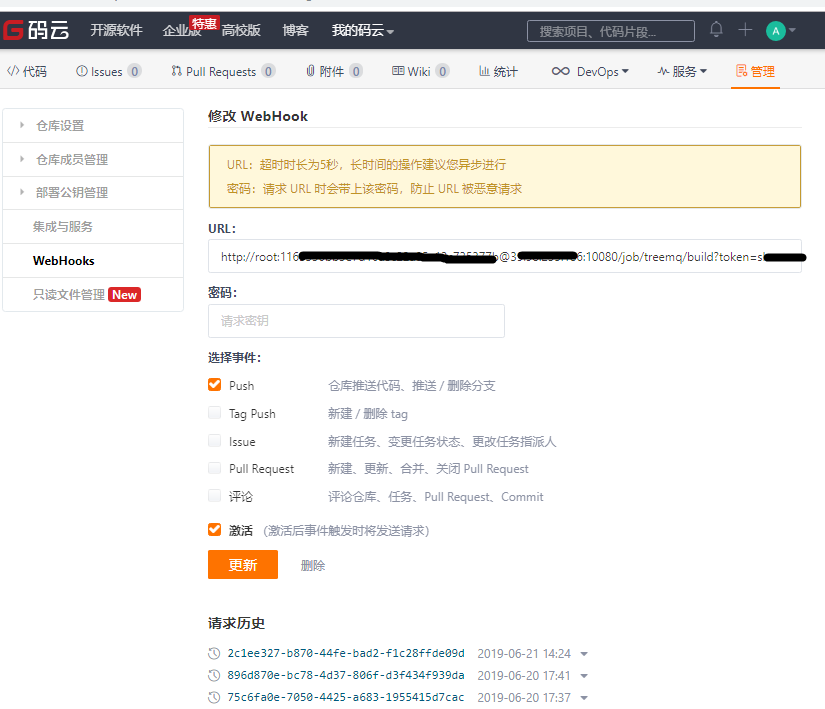 码云 开源软件 企业版 特惠 高校版 博客 我的码云 搜索项目、代码片段... A
代码 Issues 0 Pull Requests 0 附件 0 Wiki 0 统计 DevOps 服务 管理
修改 WebHook
仓库设置
仓库成员管理
部署公钥管理
集成与服务
WebHooks
只读文件管理 New
URL：超时时长为5秒，长时间的操作建议您异步进行
密码：请求 URL 时会带上该密码，防止 URL 被恶意请求
URL：
http://root:116 @3 6:10080/job/treemq/build?token=s
密码：
请求密钥
选择事件：
Push 仓库推送代码、推送 / 删除分支
Tag Push 新建 / 删除 tag
Issue 新建任务、变更任务状态、更改任务指派人
Pull Request 新建、更新、合并、关闭 Pull Request
评论 评论仓库、任务、Pull Request、Commit
激活 （激活后事件触发时将发送请求）
更新 删除
请求历史
2c1ee327-b870-44fe-bad2-f1c28ffde09d 2019-06-21 14:24
896d870e-bc78-4d37-806f-d3f434f939da 2019-06-20 17:41
75c6fa0e-7050-4425-a683-1955415d7cac 2019-06-20 17:37